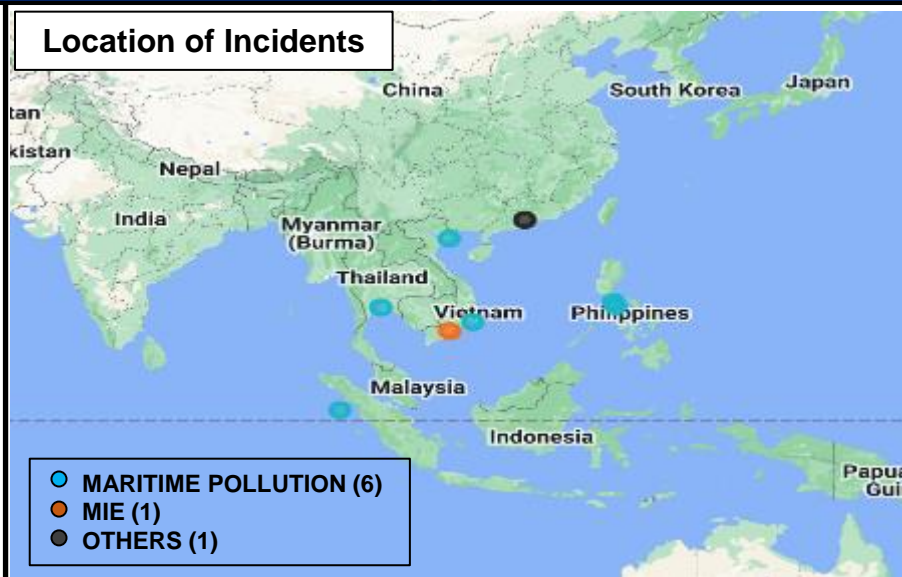 Location of Incidents
China
South Korea
Japan
tan
kistan
Nepal
India
Myanmar
(Burma)
Thailand
Vietnam
Philippines
Malaysia
Indonesia
Papua
Gui
MARITIME POLLUTION (6)
MIE (1)
OTHERS (1)